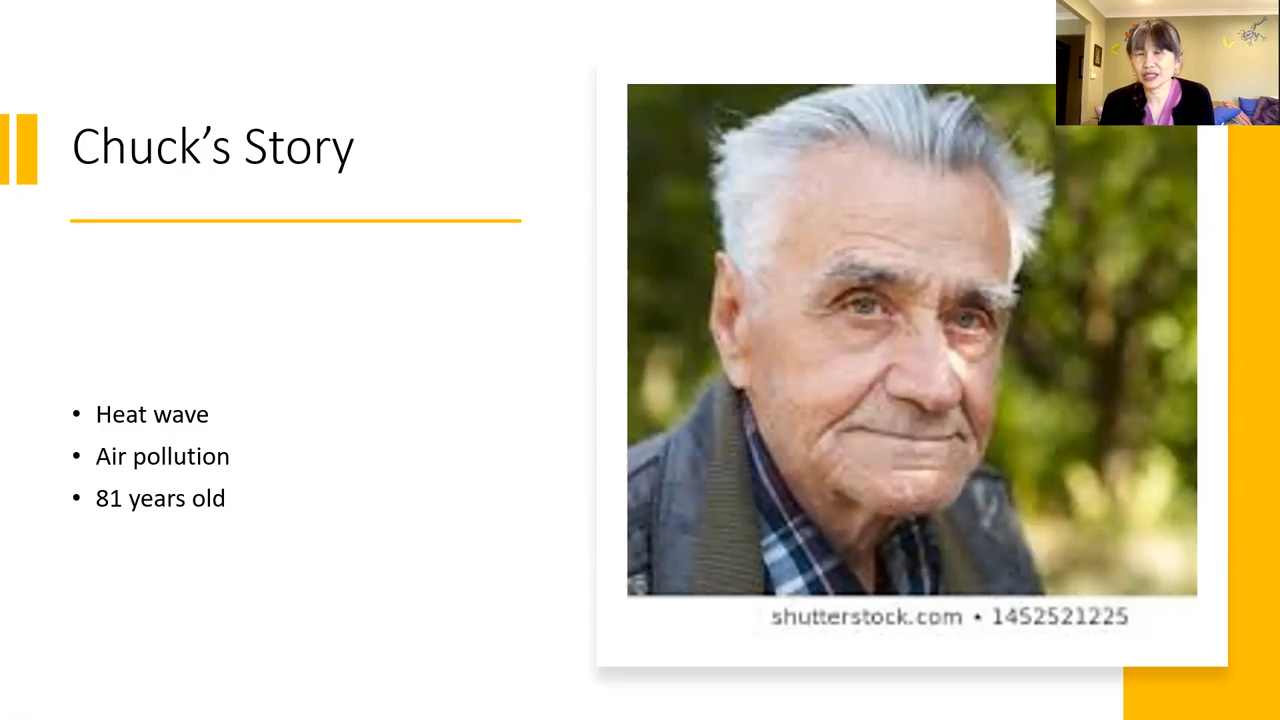 Chuck’s Story
• Heat wave
• Air pollution
• 81 years old
shutterstock.com • 1452521225